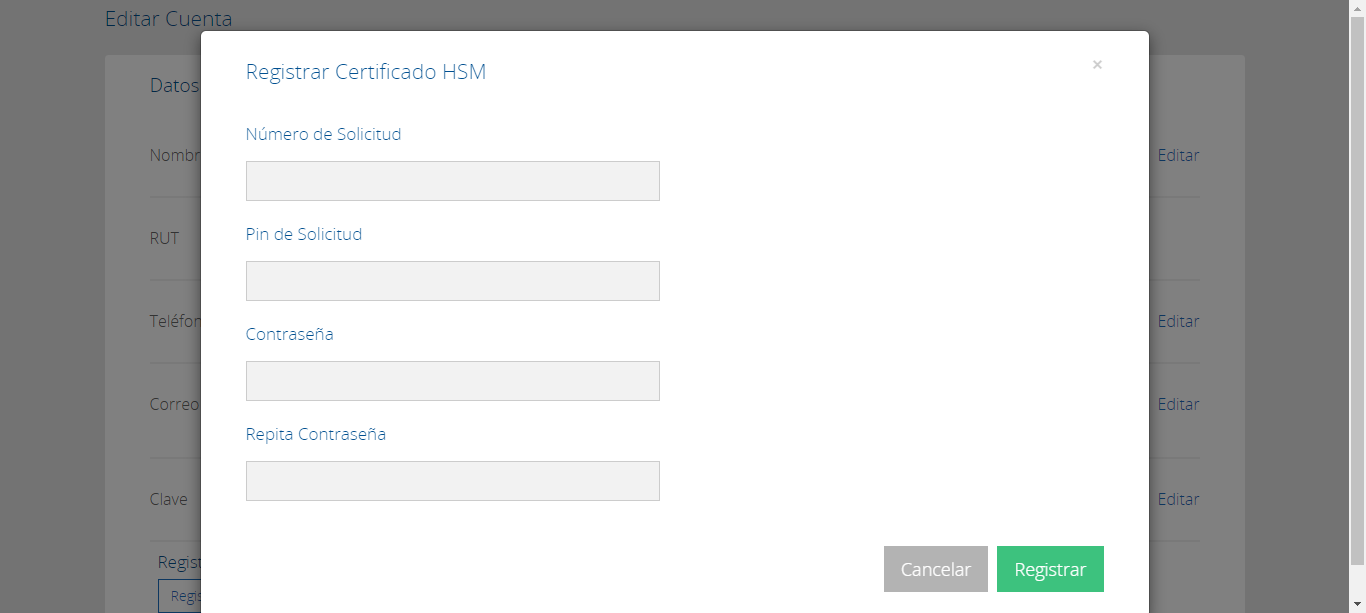 Editar Cuenta
Registrar Certificado HSM
×
Datos
Número de Solicitud
Nombr
Editar
Pin de Solicitud
RUT
Teléfon
Contraseña
Editar
Correo
Repita Contraseña
Editar
Clave
Editar
Regist
Cancelar
Registrar
Regis